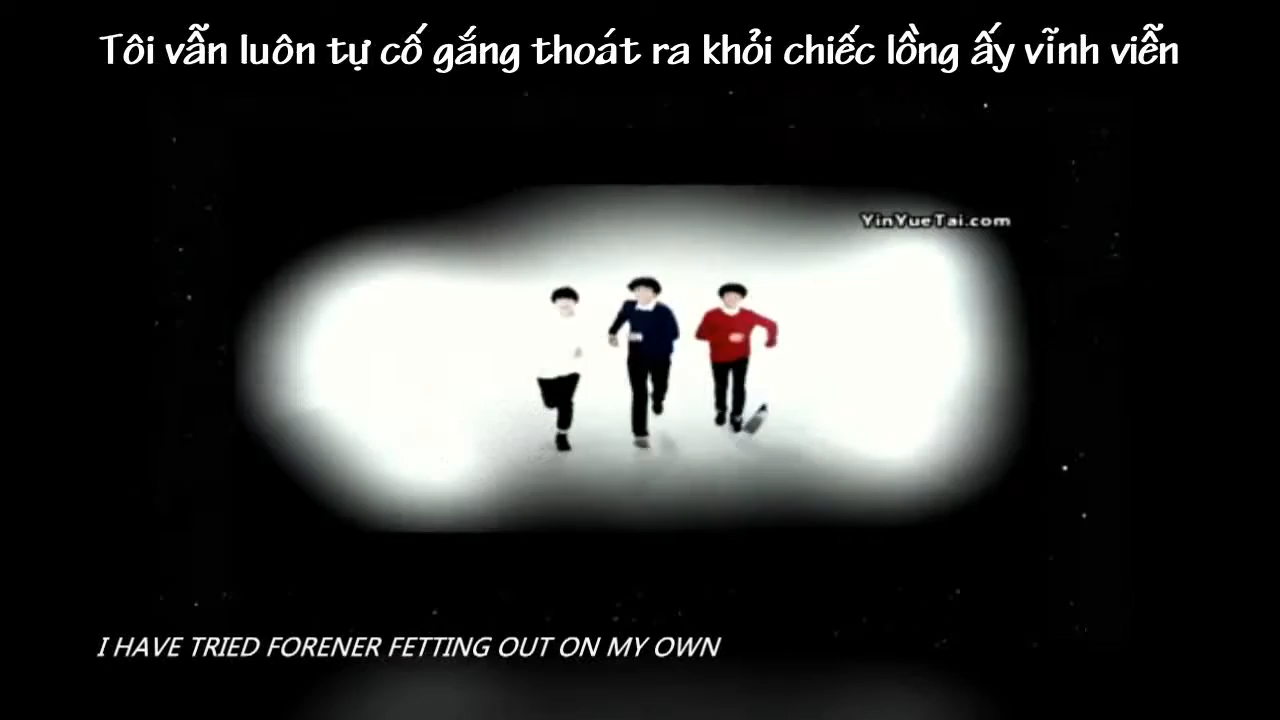 Tôi vẫn luôn tự cố gắng thoát ra khỏi chiếc lồng ấy vĩnh viễn
YinYueTai.com
I HAVE TRIED FORENER FETTING OUT ON MY OWN